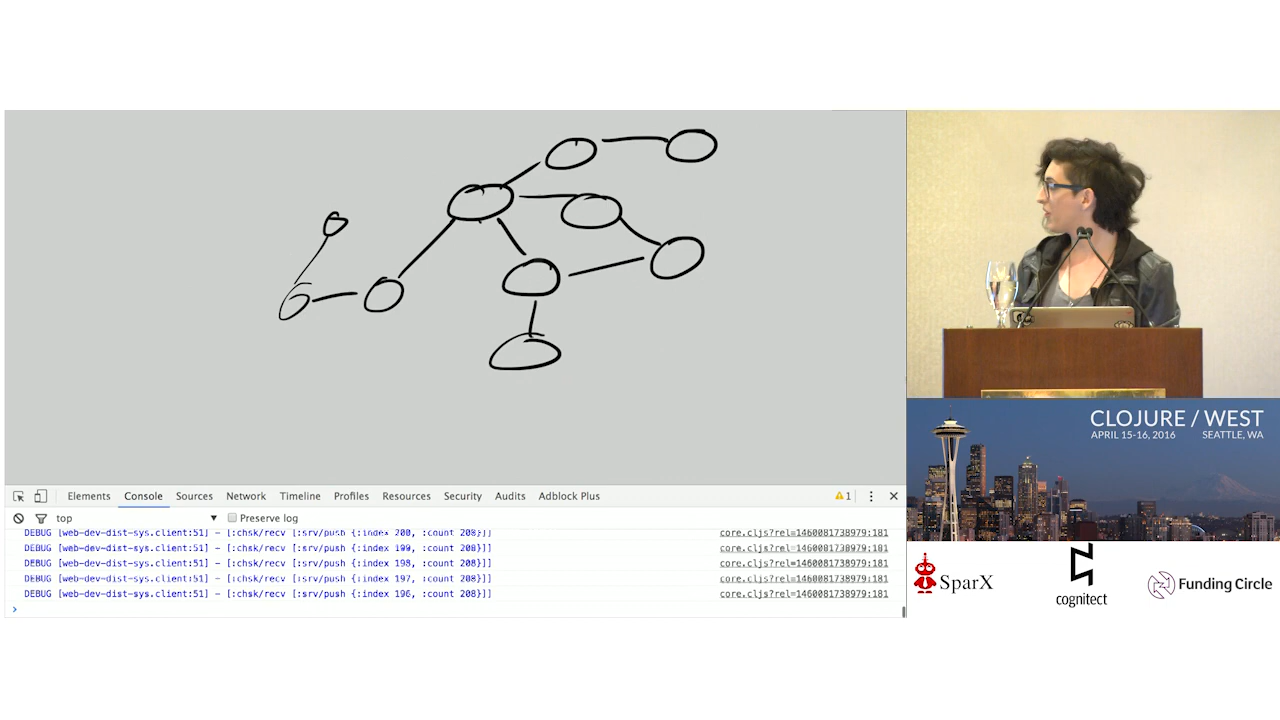 CLOJURE / WEST
APRIL 15-16, 2016 SEATTLE, WA
Elements Console Sources Network Timeline Profiles Resources Security Audits Adblock Plus 1
top Preserve log
DEBUG [web-dev-dist-sys.client:51] – [:chsk/recv [:srv/push {:index 200, :count 208}]] core.cljs?rel=1460081738979:181
DEBUG [web-dev-dist-sys.client:51] – [:chsk/recv [:srv/push {:index 199, :count 208}]] core.cljs?rel=1460081738979:181
DEBUG [web-dev-dist-sys.client:51] – [:chsk/recv [:srv/push {:index 198, :count 208}]] core.cljs?rel=1460081738979:181
DEBUG [web-dev-dist-sys.client:51] – [:chsk/recv [:srv/push {:index 197, :count 208}]] core.cljs?rel=1460081738979:181
DEBUG [web-dev-dist-sys.client:51] – [:chsk/recv [:srv/push {:index 196, :count 208}]] core.cljs?rel=1460081738979:181
>
SparX
cognitect
Funding Circle